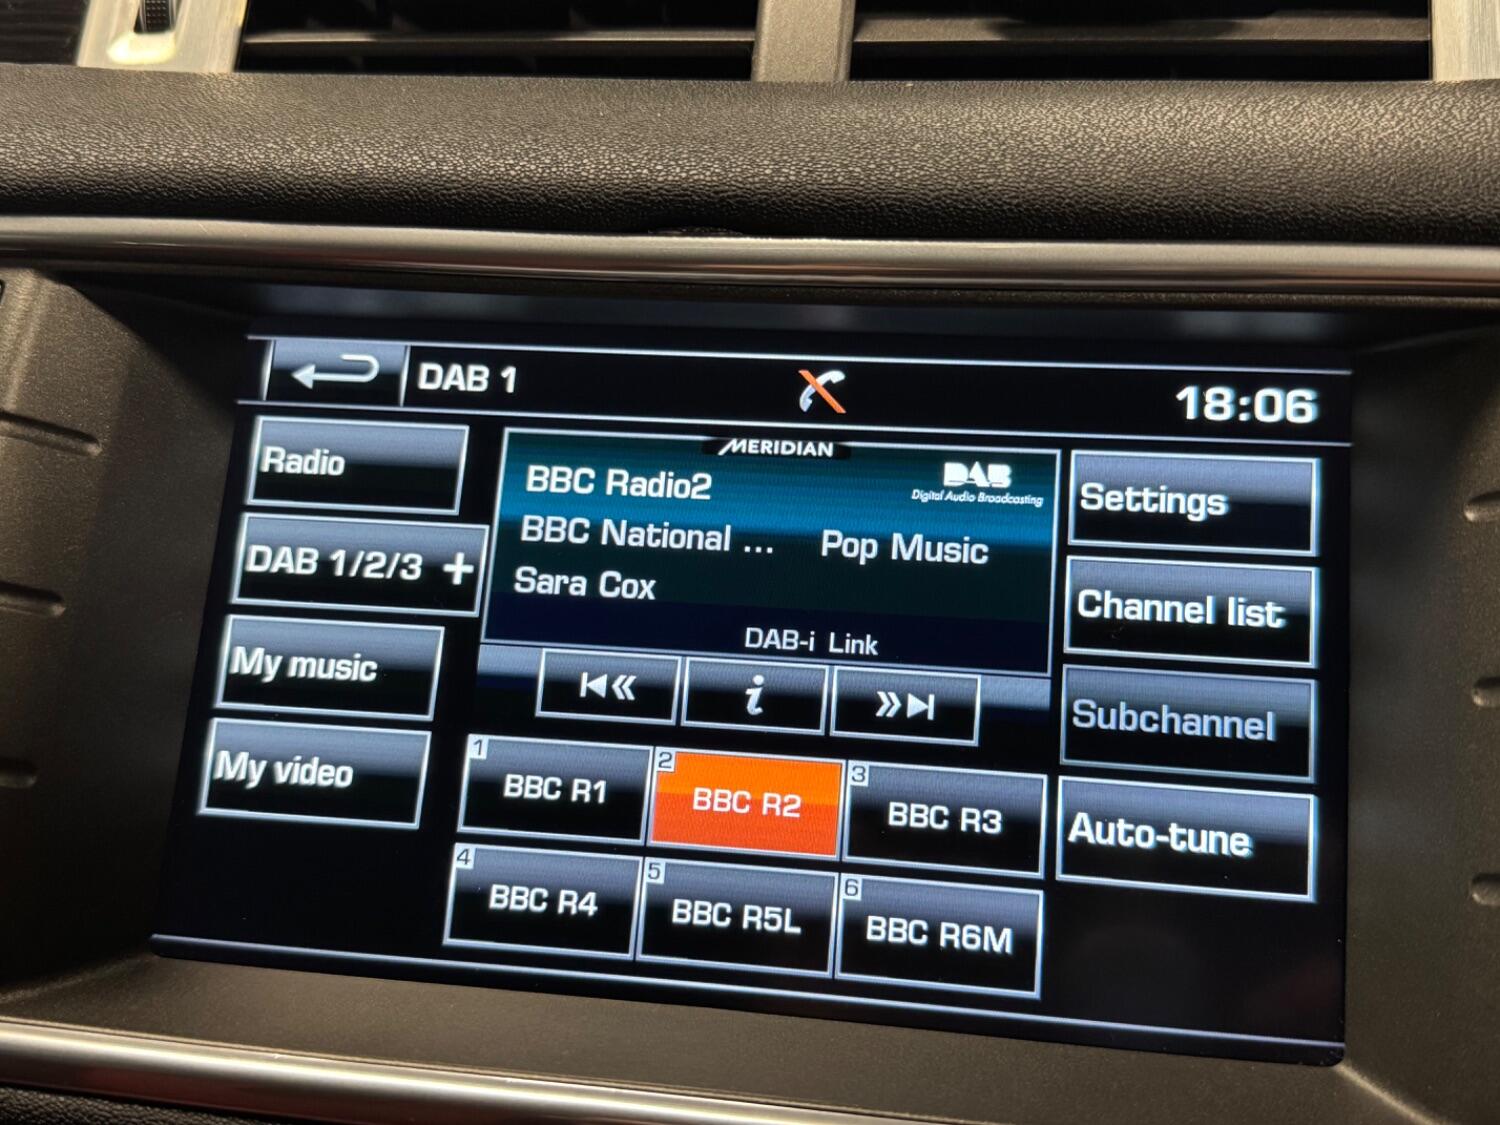 DAB 1
18:06
Radio
DAB 1/2/3 +
My music
My video
MERIDIAN
BBC Radio2
DAB
Digital Audio Broadcasting
BBC National ... Pop Music
Sara Cox
DAB-i Link
i
1 BBC R1
2 BBC R2
3 BBC R3
4 BBC R4
5 BBC R5L
6 BBC R6M
Settings
Channel list
Subchannel
Auto-tune